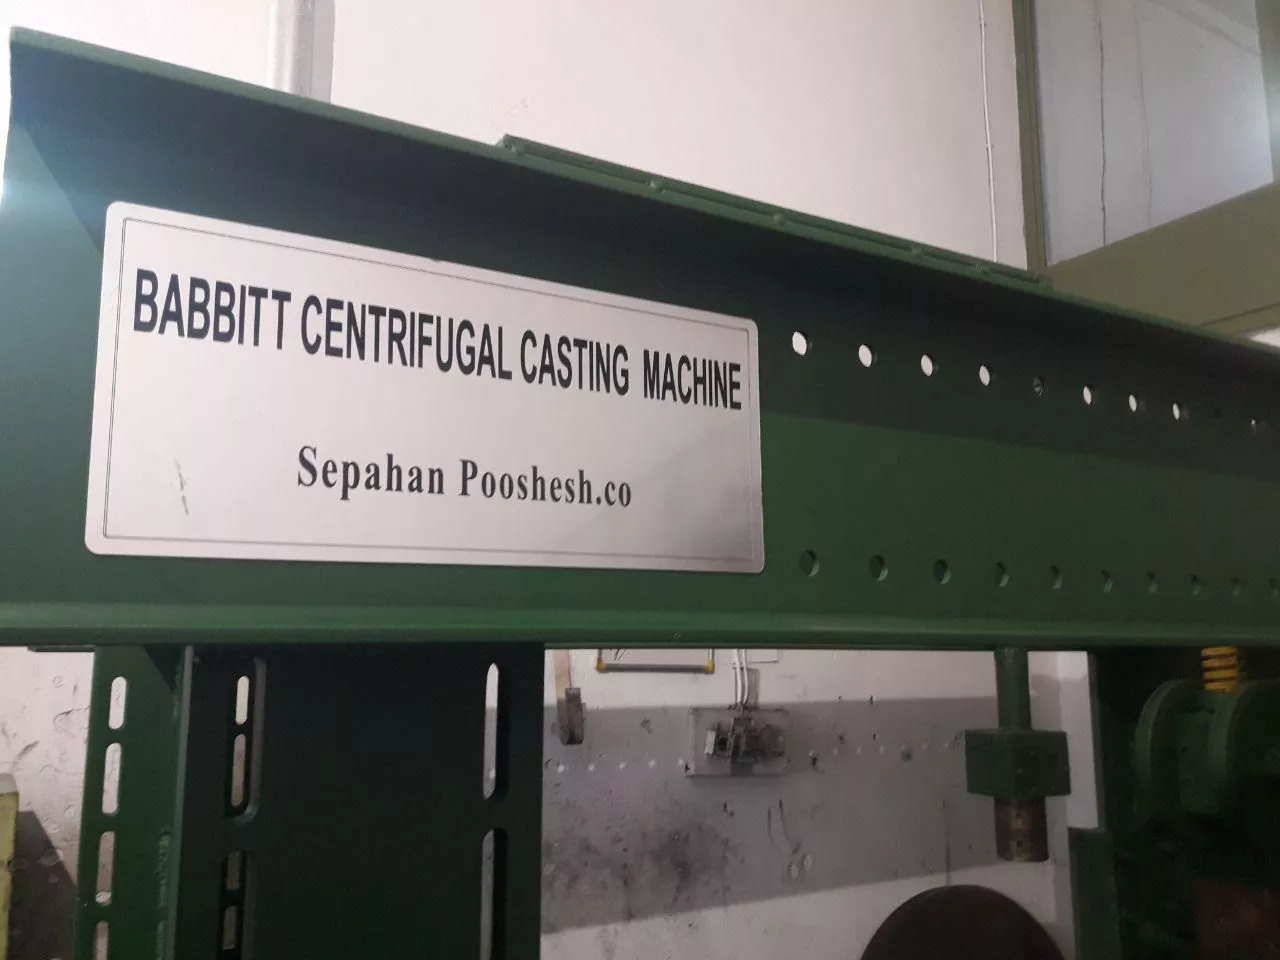 BABBITT CENTRIFUGAL CASTING MACHINE
Sepahan Pooshesh.co